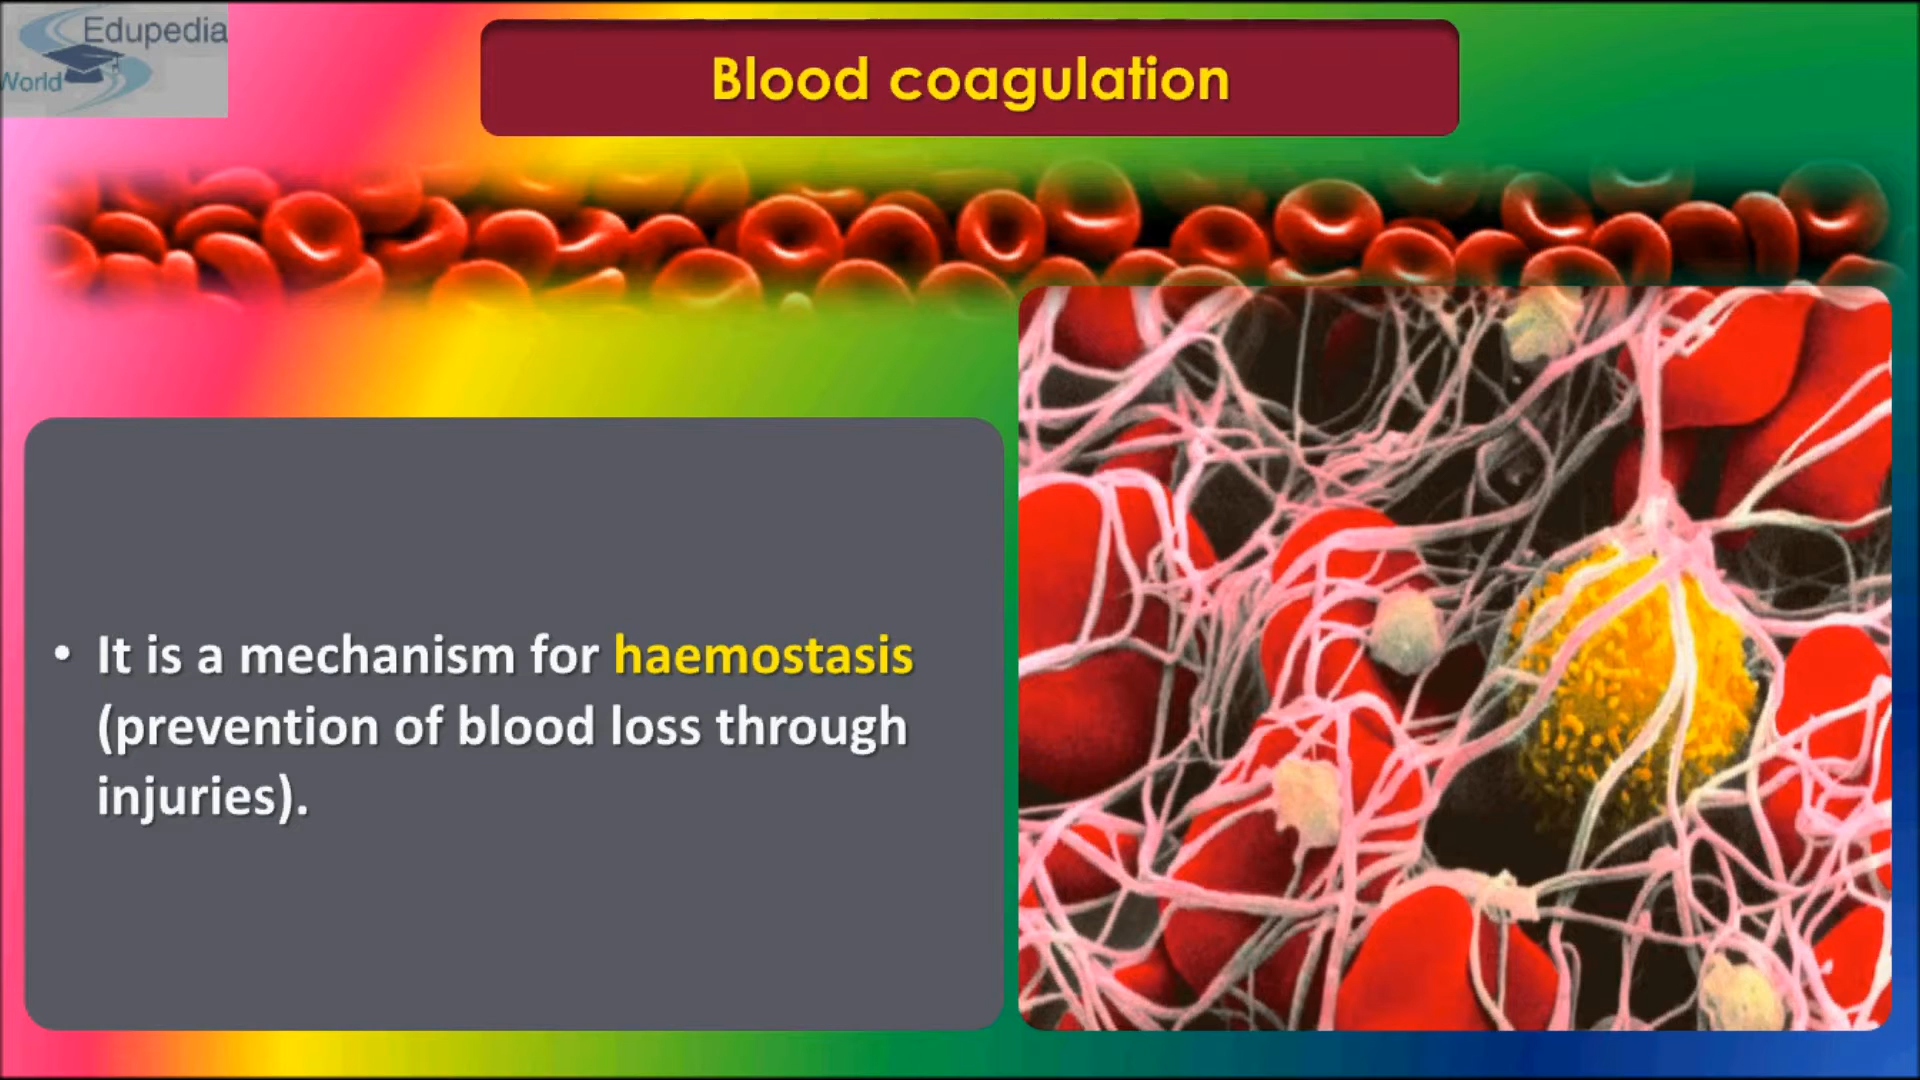 Edupedia
World
Blood coagulation
• It is a mechanism for haemostasis
(prevention of blood loss through
injuries).